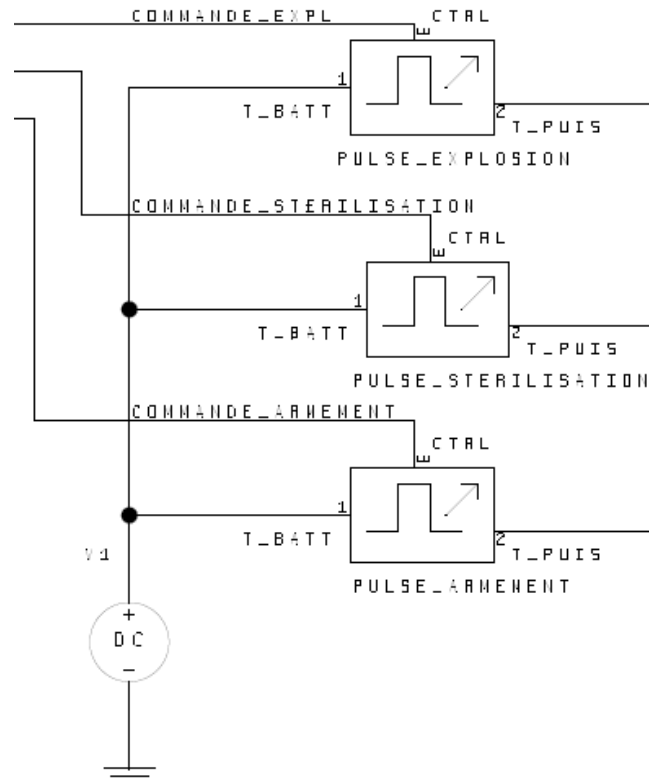 COMMANDE_EXPL
CTRL
E
1
T_BATT
2
T_PUIS
PULSE_EXPLOSION
COMMANDE_STERILISATION
CTRL
E
1
T_BATT
2
T_PUIS
PULSE_STERILISATION
COMMANDE_ARMEMENT
CTRL
E
1
T_BATT
2
T_PUIS
V1
PULSE_ARMEMENT
+
DC
-